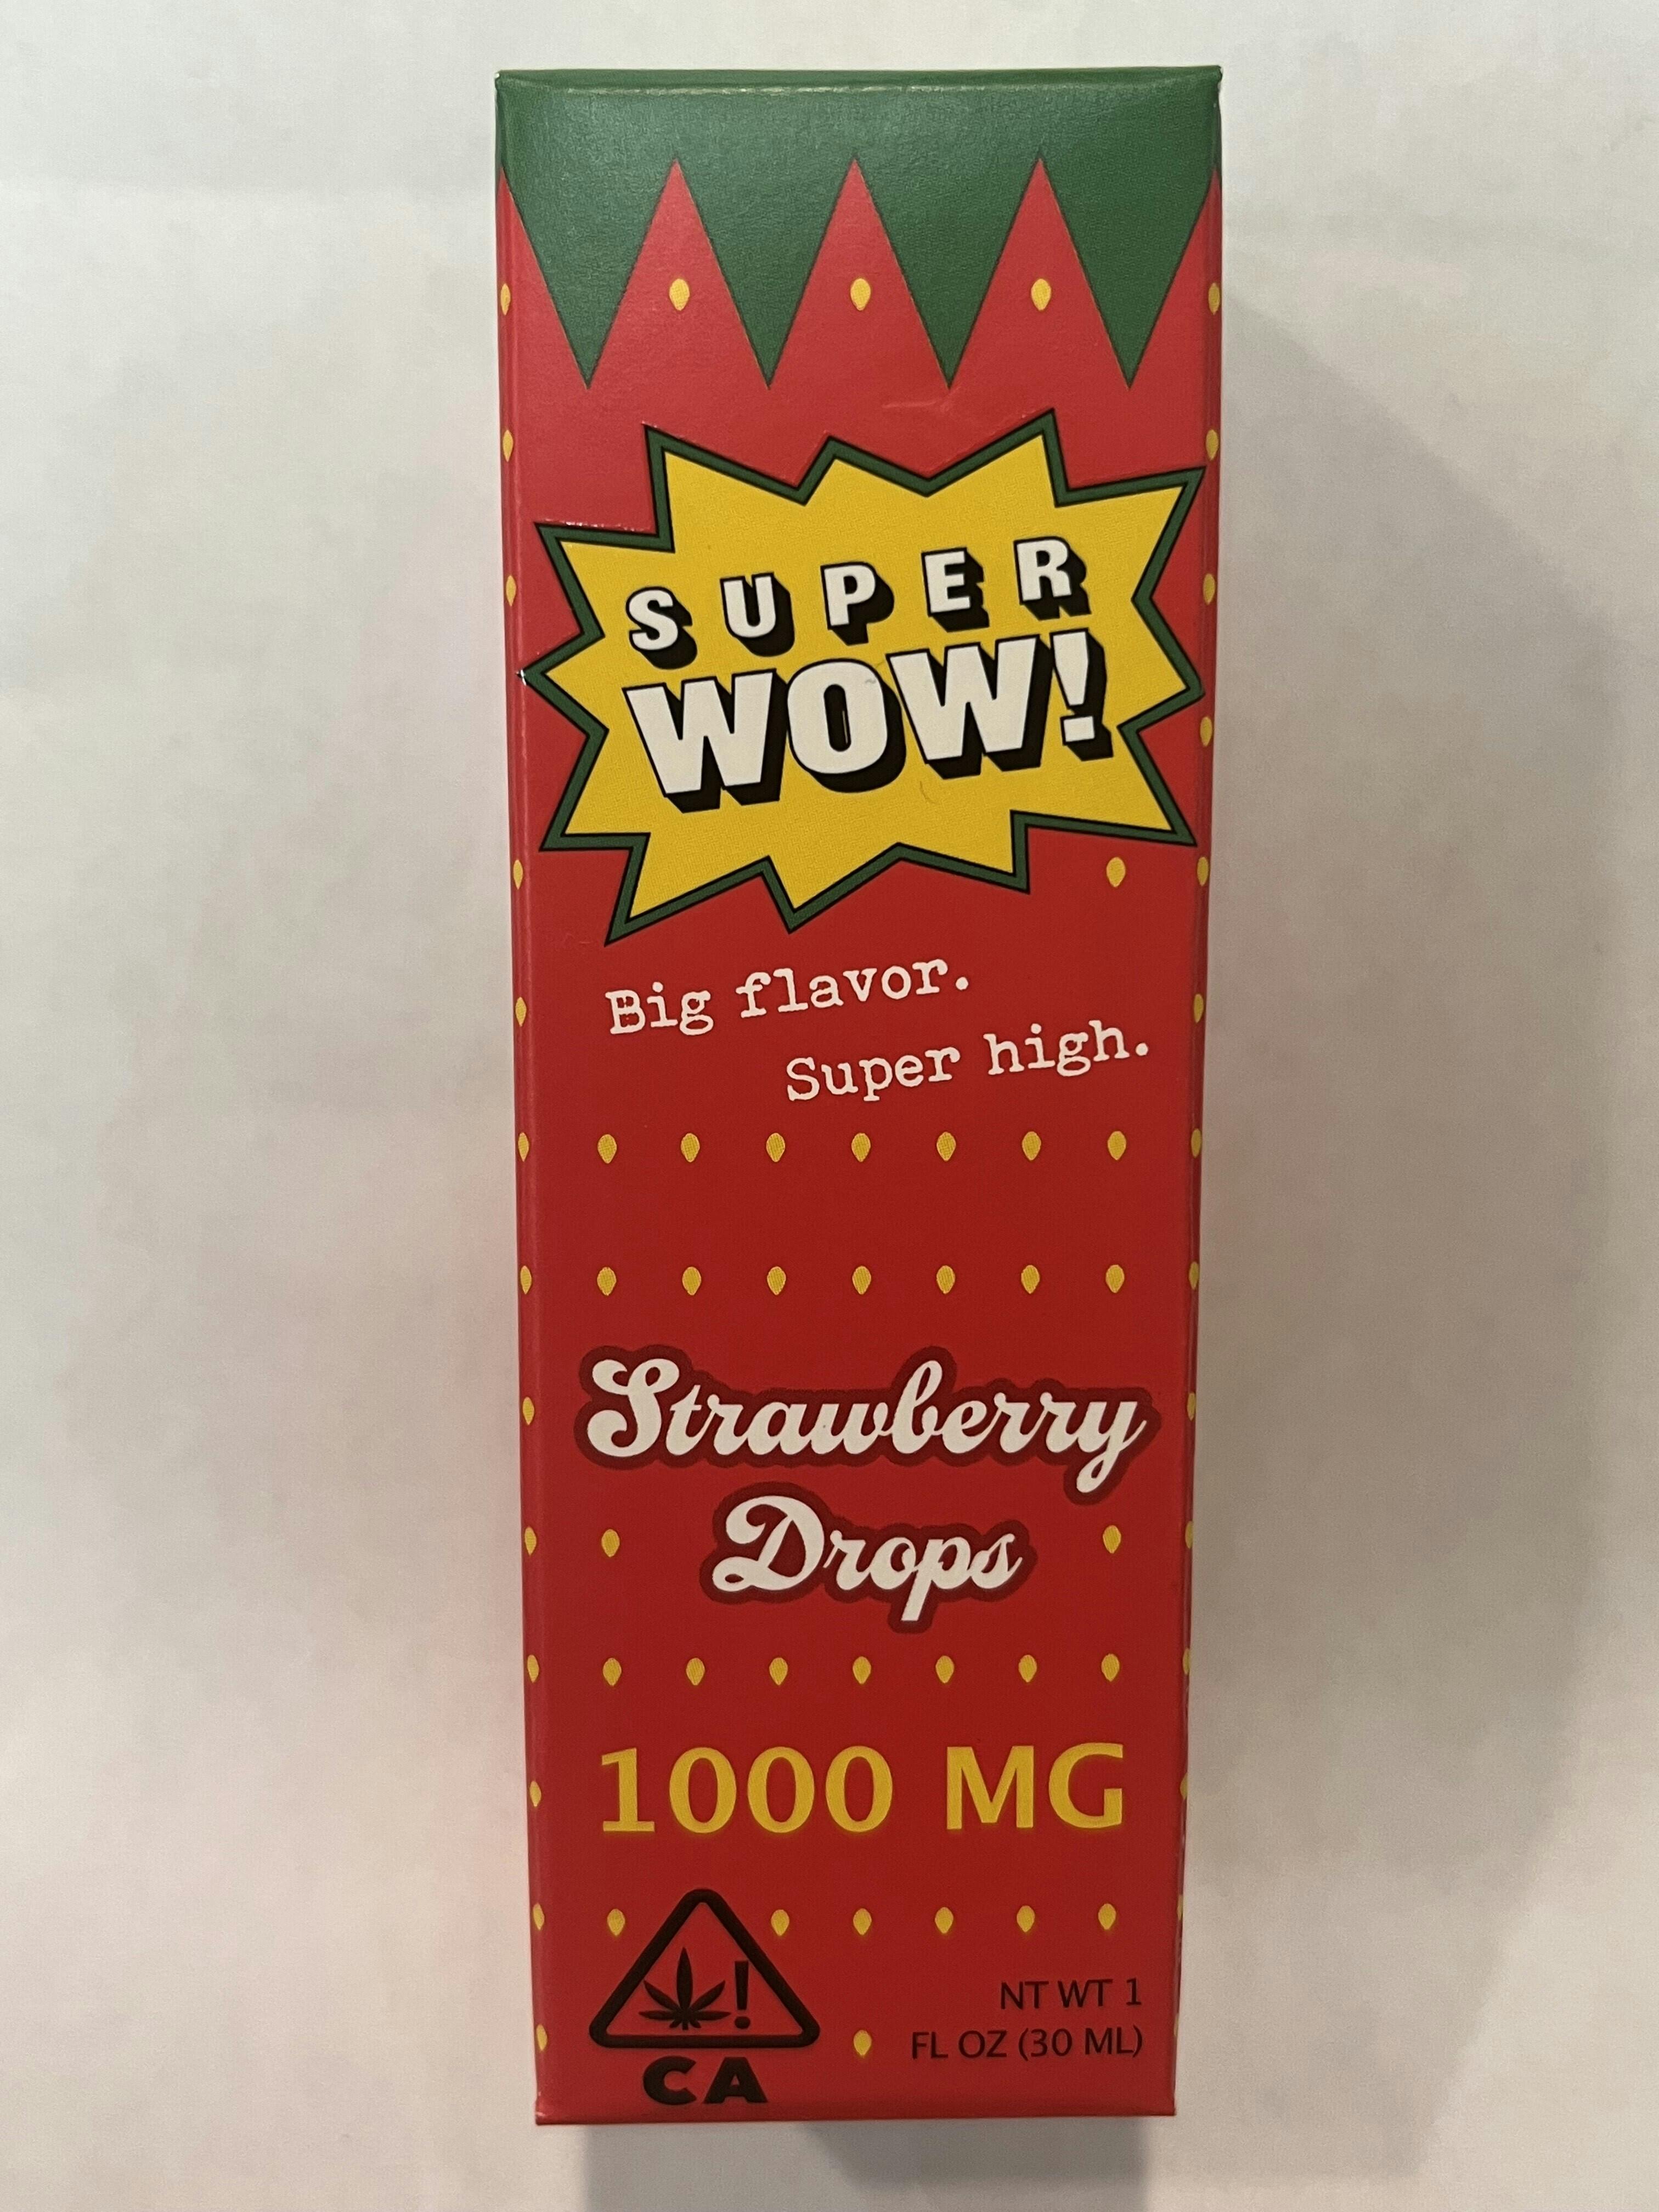 SUPER
WOW!
Big flavor.
Super high.
Strawberry
Drops
1000 MG
!
CA
NT WT 1
FL OZ (30 ML)